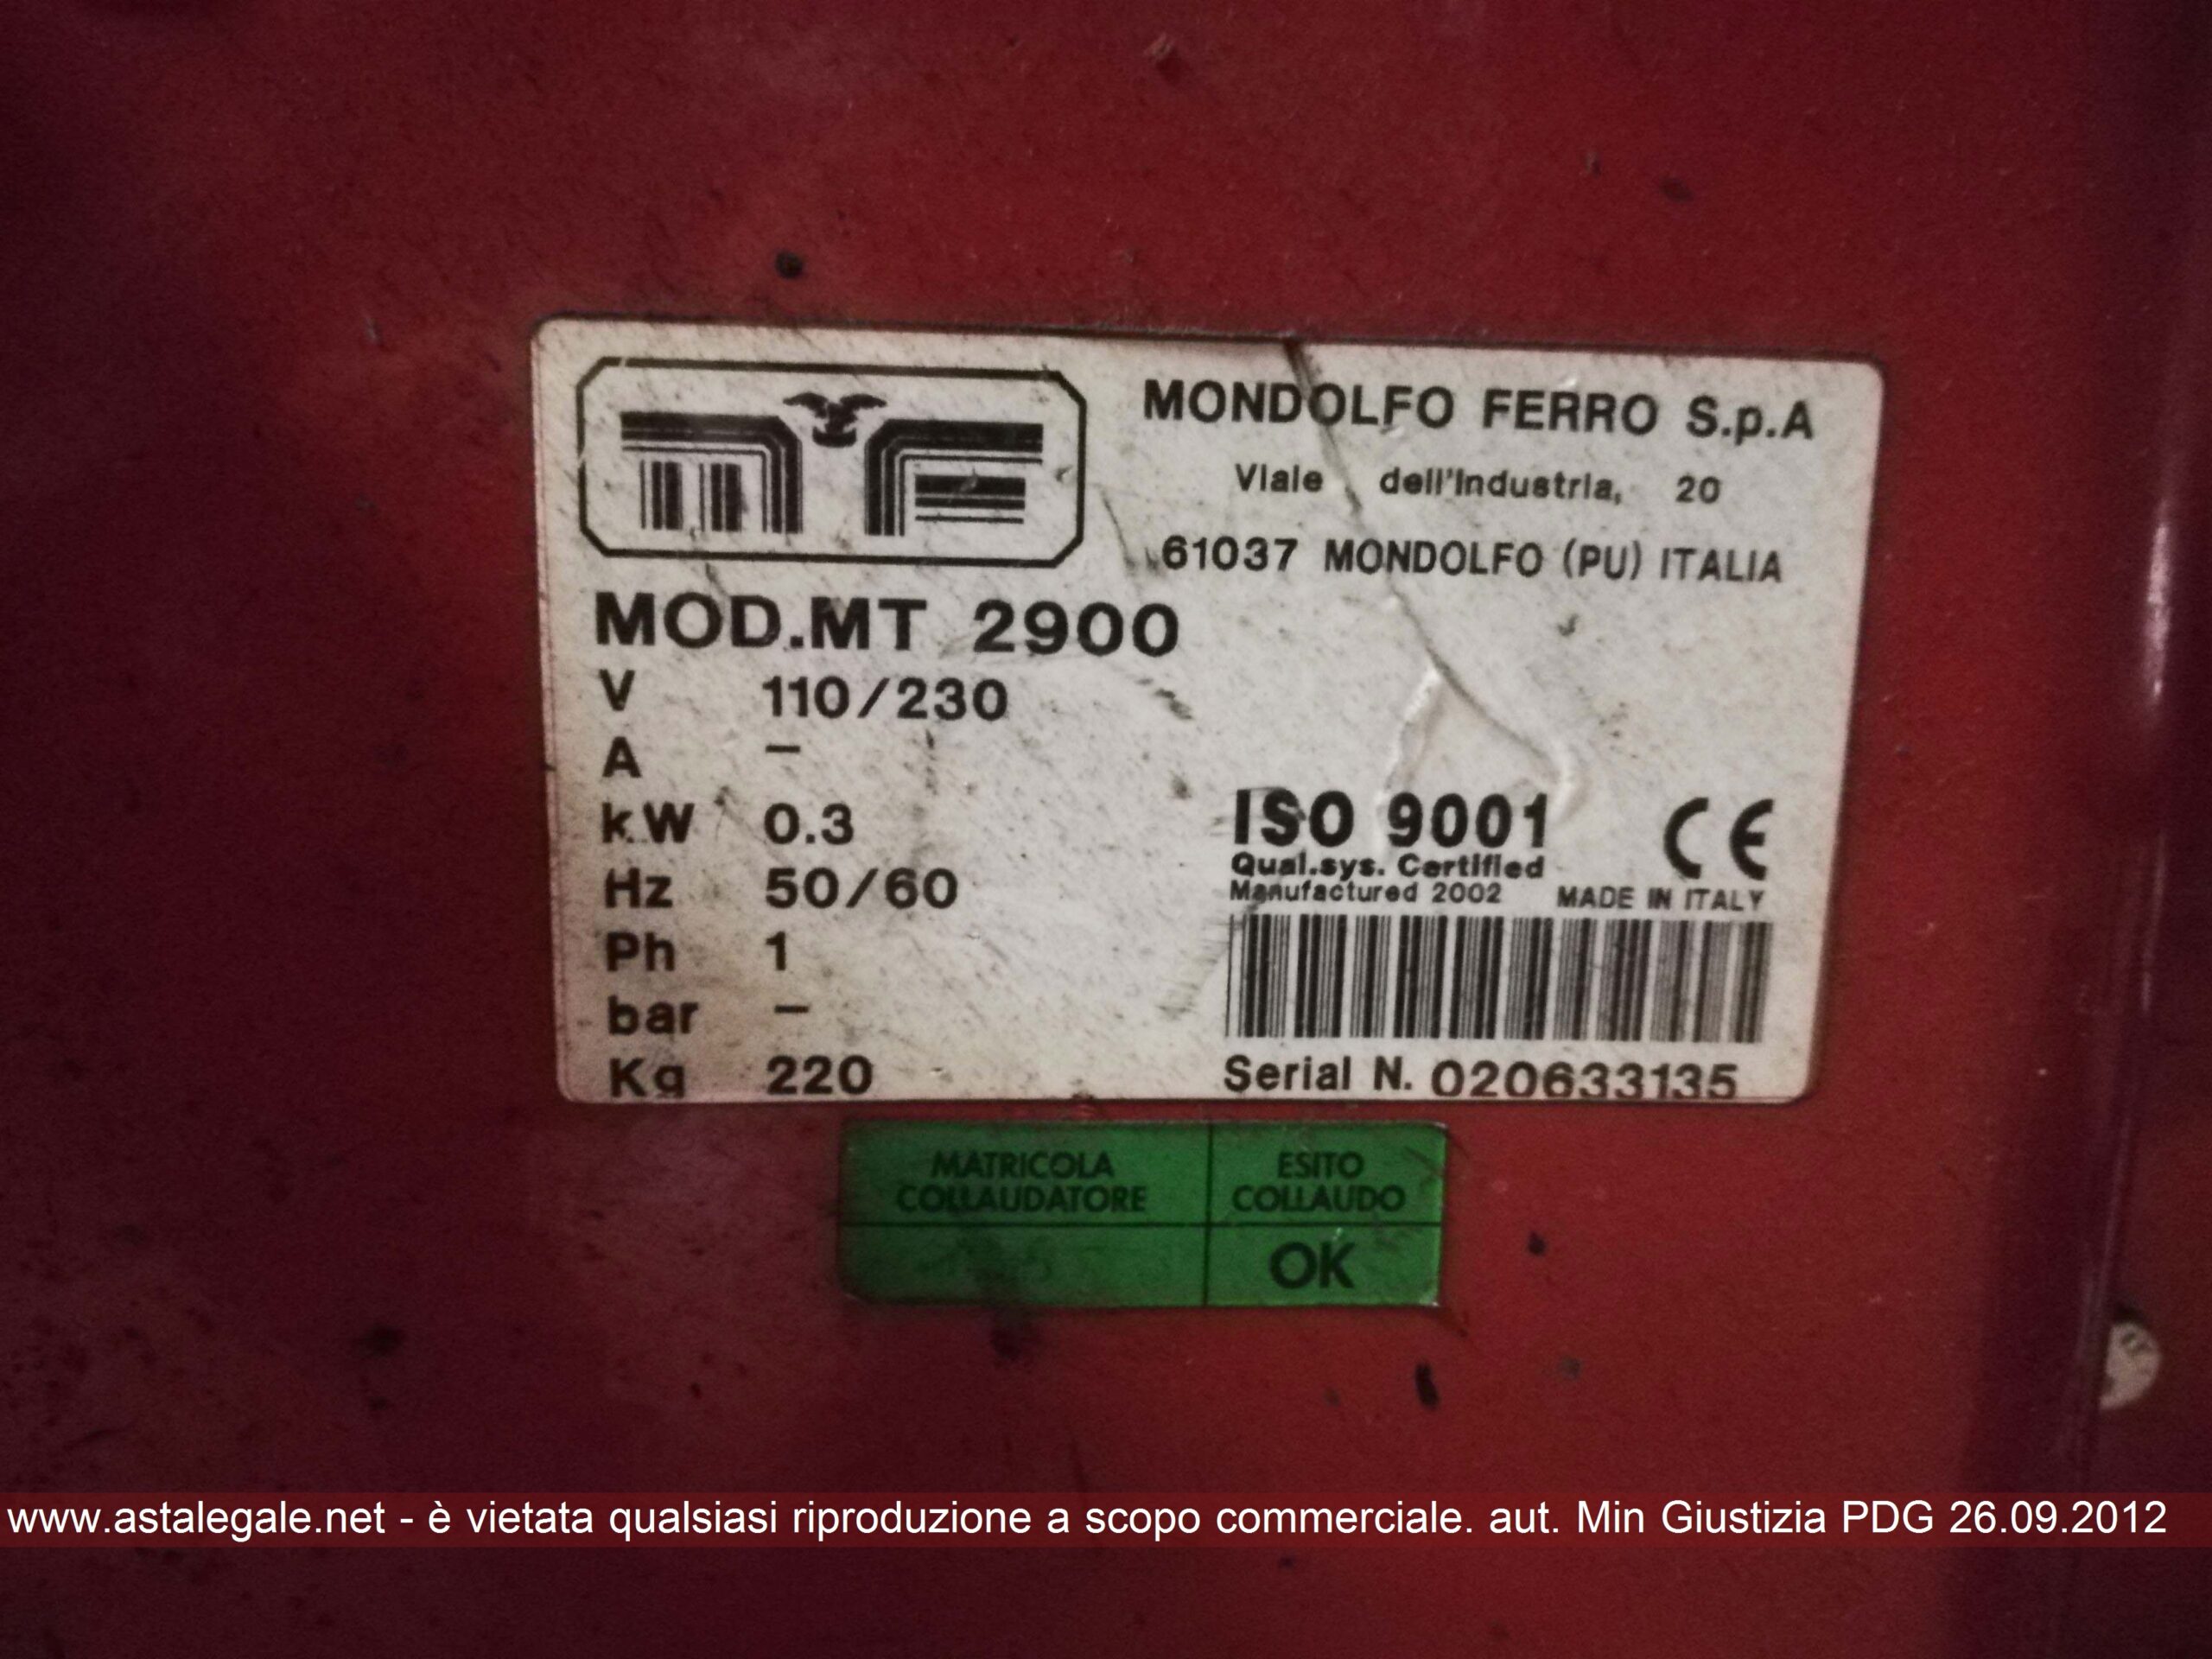 MF
MONDOLFO FERRO S.p.A
Viale dell'Industria, 20
61037 MONDOLFO (PU) ITALIA
MOD.MT 2900
V 110/230
A –
kW 0.3
Hz 50/60
Ph 1
bar –
Kg 220
ISO 9001 CE
Qual.sys. Certified
Manufactured 2002 MADE IN ITALY
Serial N. 020633135
MATRICOLA COLLAUDATORE
ESITO COLLAUDO
OK
www.astalegale.net - è vietata qualsiasi riproduzione a scopo commerciale. aut. Min Giustizia PDG 26.09.2012